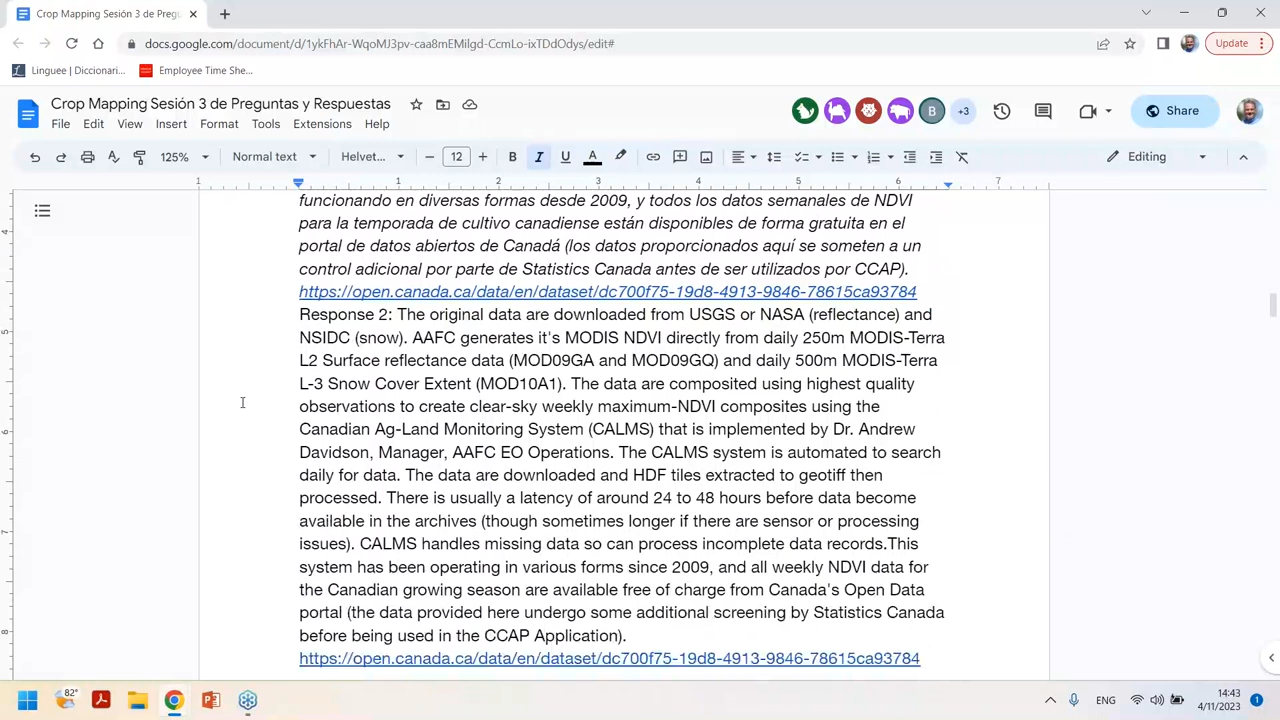 Crop Mapping Sesión 3 de Pregu
docs.google.com/document/d/1ykFhAr-WqoMJ3pv-caa8mEMilgd_CcmLo-ixTDdOdys/edit#
Update
Linguee | Diccionari...
Employee Time She...
Crop Mapping Sesión 3 de Preguntas y Respuestas
B
+3
Share
File Edit View Insert Format Tools Extensions Help
125%
Normal text
Helvet...
12
B
I
U
A
Editing
1 1 2 3 4 5 6 7
funcionando en diversas formas desde 2009, y todos los datos semanales de NDVI
para la temporada de cultivo canadiense están disponibles de forma gratuita en el
portal de datos abiertos de Canadá (los datos proporcionados aquí se someten a un
control adicional por parte de Statistics Canada antes de ser utilizados por CCAP).
https://open.canada.ca/data/en/dataset/dc700f75-19d8-4913-9846-78615ca93784
Response 2: The original data are downloaded from USGS or NASA (reflectance) and
NSIDC (snow). AAFC generates it's MODIS NDVI directly from daily 250m MODIS-Terra
L2 Surface reflectance data (MOD09GA and MOD09GQ) and daily 500m MODIS-Terra
L-3 Snow Cover Extent (MOD10A1). The data are composited using highest quality
observations to create clear-sky weekly maximum-NDVI composites using the
Canadian Ag-Land Monitoring System (CALMS) that is implemented by Dr. Andrew
Davidson, Manager, AAFC EO Operations. The CALMS system is automated to search
daily for data. The data are downloaded and HDF tiles extracted to geotiff then
processed. There is usually a latency of around 24 to 48 hours before data become
available in the archives (though sometimes longer if there are sensor or processing
issues). CALMS handles missing data so can process incomplete data records.This
system has been operating in various forms since 2009, and all weekly NDVI data for
the Canadian growing season are available free of charge from Canada's Open Data
portal (the data provided here undergo some additional screening by Statistics Canada
before being used in the CCAP Application).
https://open.canada.ca/data/en/dataset/dc700f75-19d8-4913-9846-78615ca93784
4
5
6
7
8
82°
ENG
14:43
4/11/2023
1